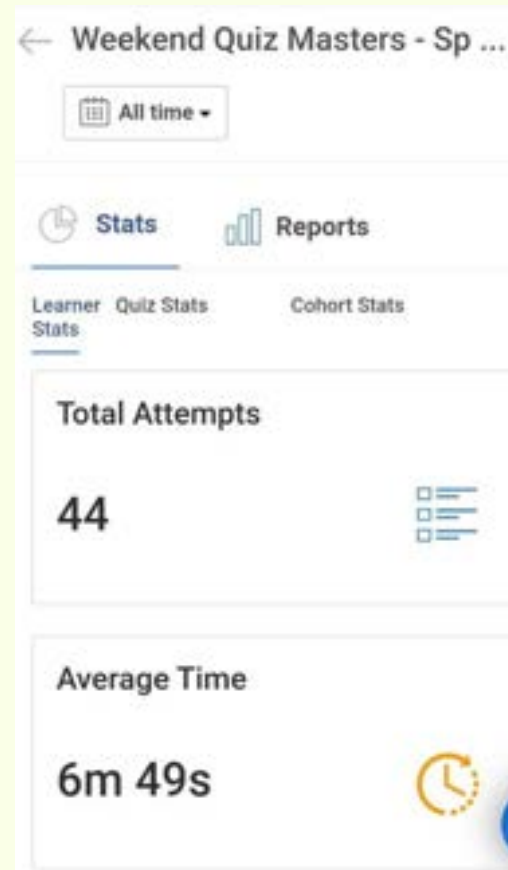 Weekend Quiz Masters - Sp ...
All time
Stats Reports
Learner Stats Quiz Stats Cohort Stats
Total Attempts
44
Average Time
6m 49s